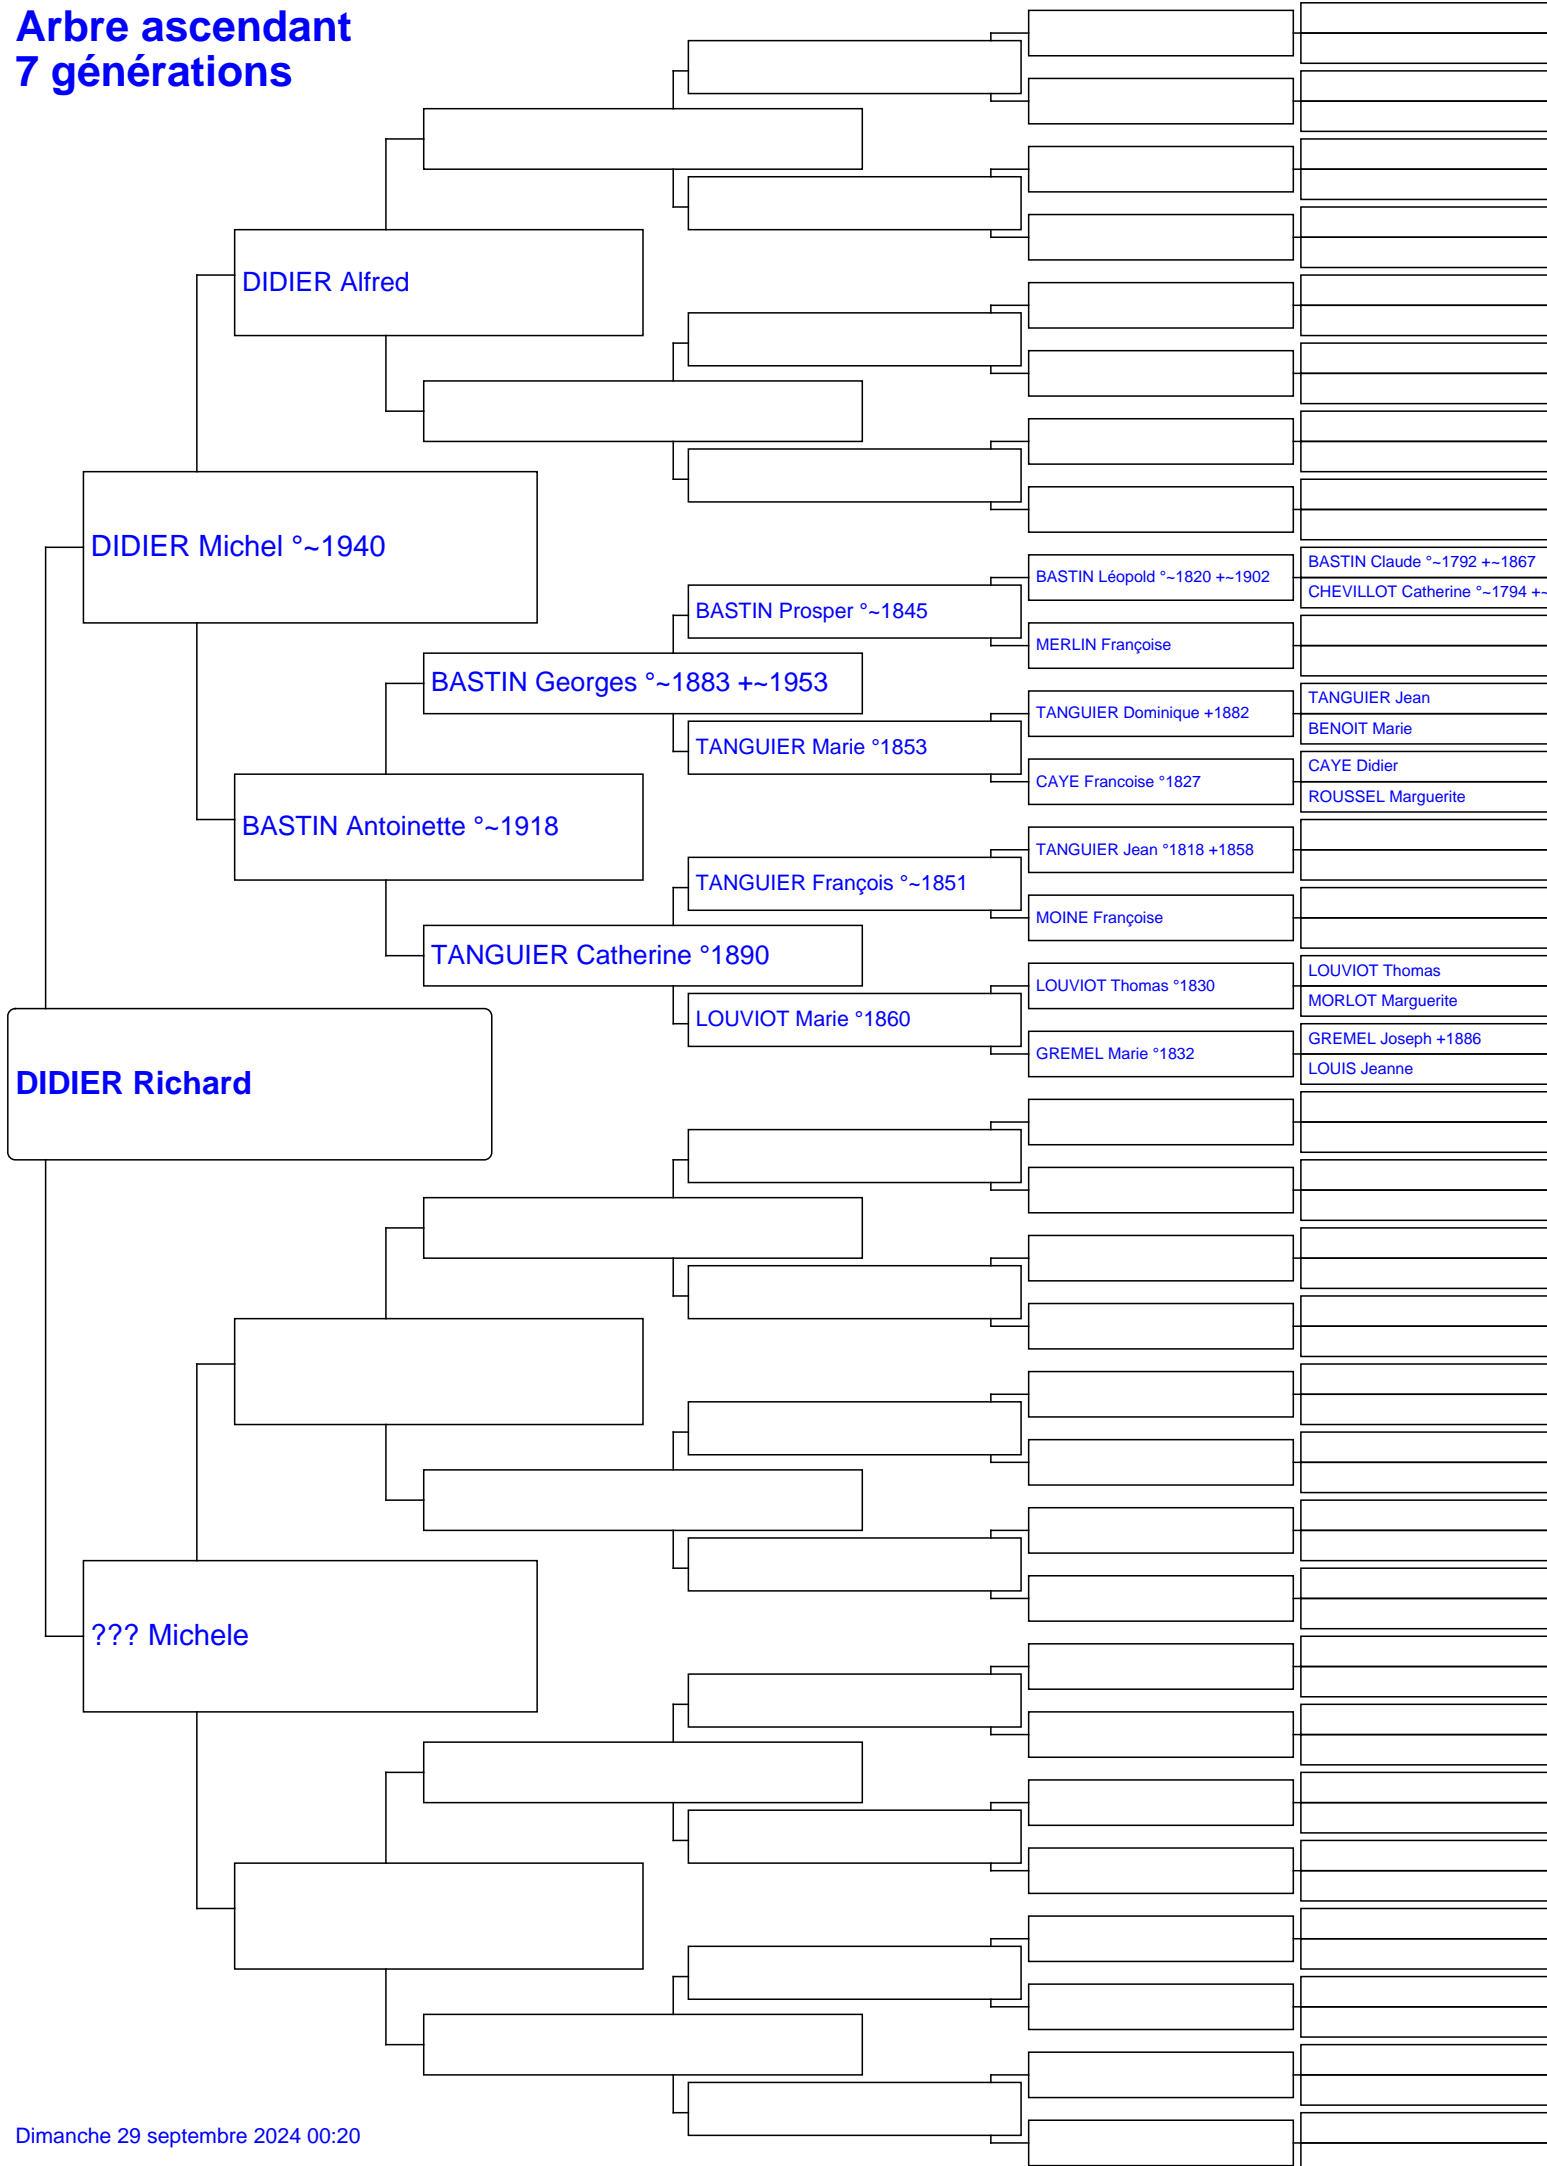 Arbre ascendant
7 générations
DIDIER Alfred
DIDIER Michel °~1940
BASTIN Léopold °~1820 +~1902
BASTIN Claude °~1792 +~1867
CHEVILLOT Catherine °~1794 +~
BASTIN Prosper °~1845
MERLIN Françoise
BASTIN Georges °~1883 +~1953
TANGUIER Dominique +1882
TANGUIER Jean
BENOIT Marie
TANGUIER Marie °1853
CAYE Francoise °1827
CAYE Didier
ROUSSEL Marguerite
BASTIN Antoinette °~1918
TANGUIER Jean °1818 +1858
TANGUIER François °~1851
MOINE Françoise
TANGUIER Catherine °1890
LOUVIOT Thomas °1830
LOUVIOT Thomas
MORLOT Marguerite
LOUVIOT Marie °1860
GREMEL Marie °1832
GREMEL Joseph +1886
LOUIS Jeanne
DIDIER Richard
??? Michele
Dimanche 29 septembre 2024 00:20